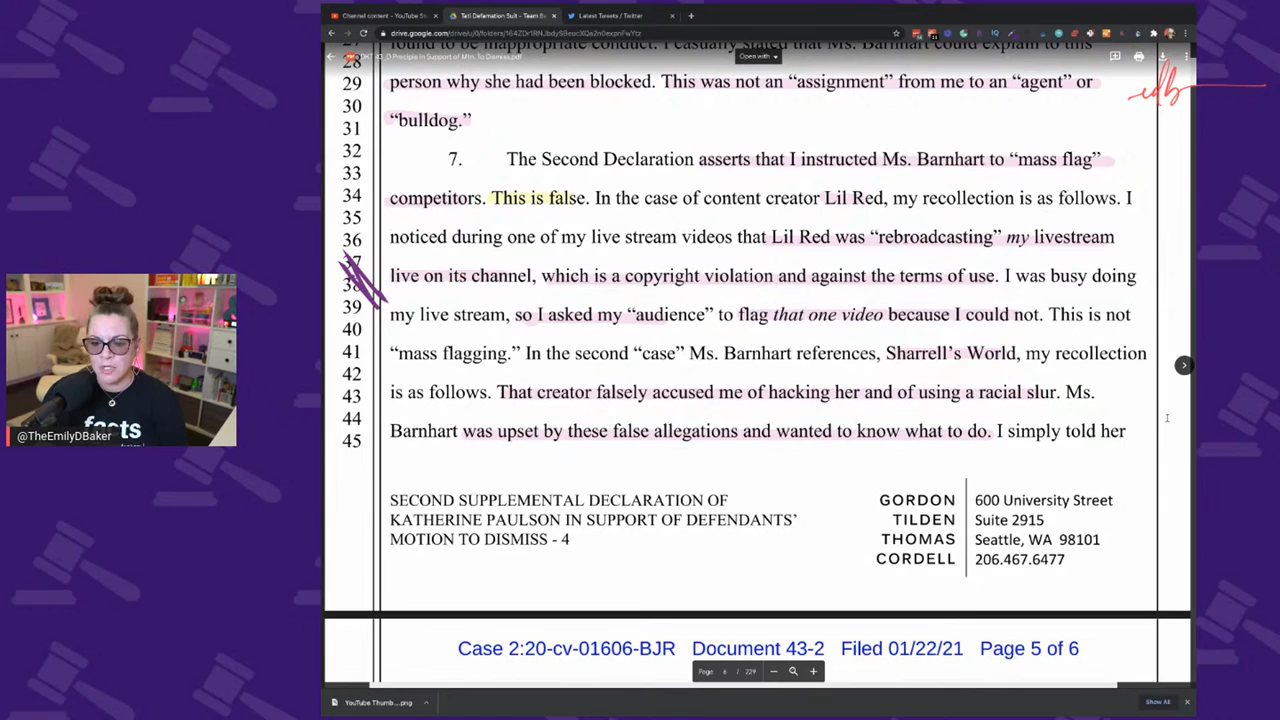 Channel content - YouTube St
Tati Defamation Suit - Team B
Latest Tweets / Twitter
found to be inappropriate conduct. I casually stated that Ms. Barnhart could explain to this
Open with
28
29 person why she had been blocked. This was not an “assignment” from me to an “agent” or
30
31 “bulldog.”
32 7. The Second Declaration asserts that I instructed Ms. Barnhart to “mass flag”
33
34 competitors. This is false. In the case of content creator Lil Red, my recollection is as follows. I
35
36 noticed during one of my live stream videos that Lil Red was “rebroadcasting” my livestream
37
38 live on its channel, which is a copyright violation and against the terms of use. I was busy doing
39 my live stream, so I asked my “audience” to flag that one video because I could not. This is not
40
41 “mass flagging.” In the second “case” Ms. Barnhart references, Sharrell’s World, my recollection
42
43 is as follows. That creator falsely accused me of hacking her and of using a racial slur. Ms.
44
45 Barnhart was upset by these false allegations and wanted to know what to do. I simply told her
SECOND SUPPLEMENTAL DECLARATION OF
KATHERINE PAULSON IN SUPPORT OF DEFENDANTS’
MOTION TO DISMISS - 4
GORDON 600 University Street
TILDEN Suite 2915
THOMAS Seattle, WA 98101
CORDELL 206.467.6477
Case 2:20-cv-01606-BJR Document 43-2 Filed 01/22/21 Page 5 of 6
Page 6 / 229
YouTube Thumb....png
Show All
edb
facts
@TheEmilyDBaker